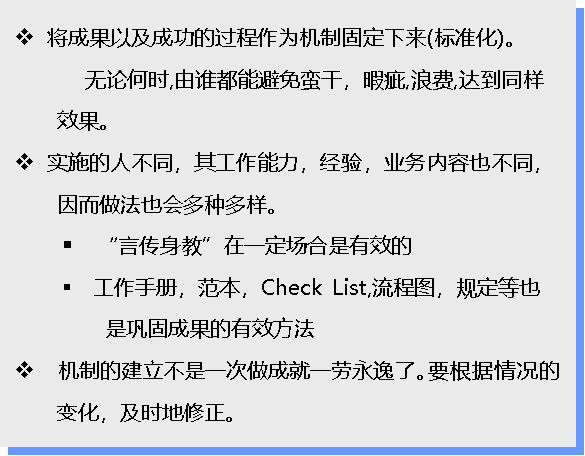 ❖ 将成果以及成功的过程作为机制固定下来(标准化)。
无论何时,由谁都能避免蛮干，暇疵,浪费,达到同样
效果。
❖ 实施的人不同，其工作能力，经验，业务内容也不同，
因而做法也会多种多样。
▪ “言传身教”在一定场合是有效的
▪ 工作手册，范本，Check List,流程图，规定等也
是巩固成果的有效方法
❖ 机制的建立不是一次做成就一劳永逸了。要根据情况的
变化，及时地修正。